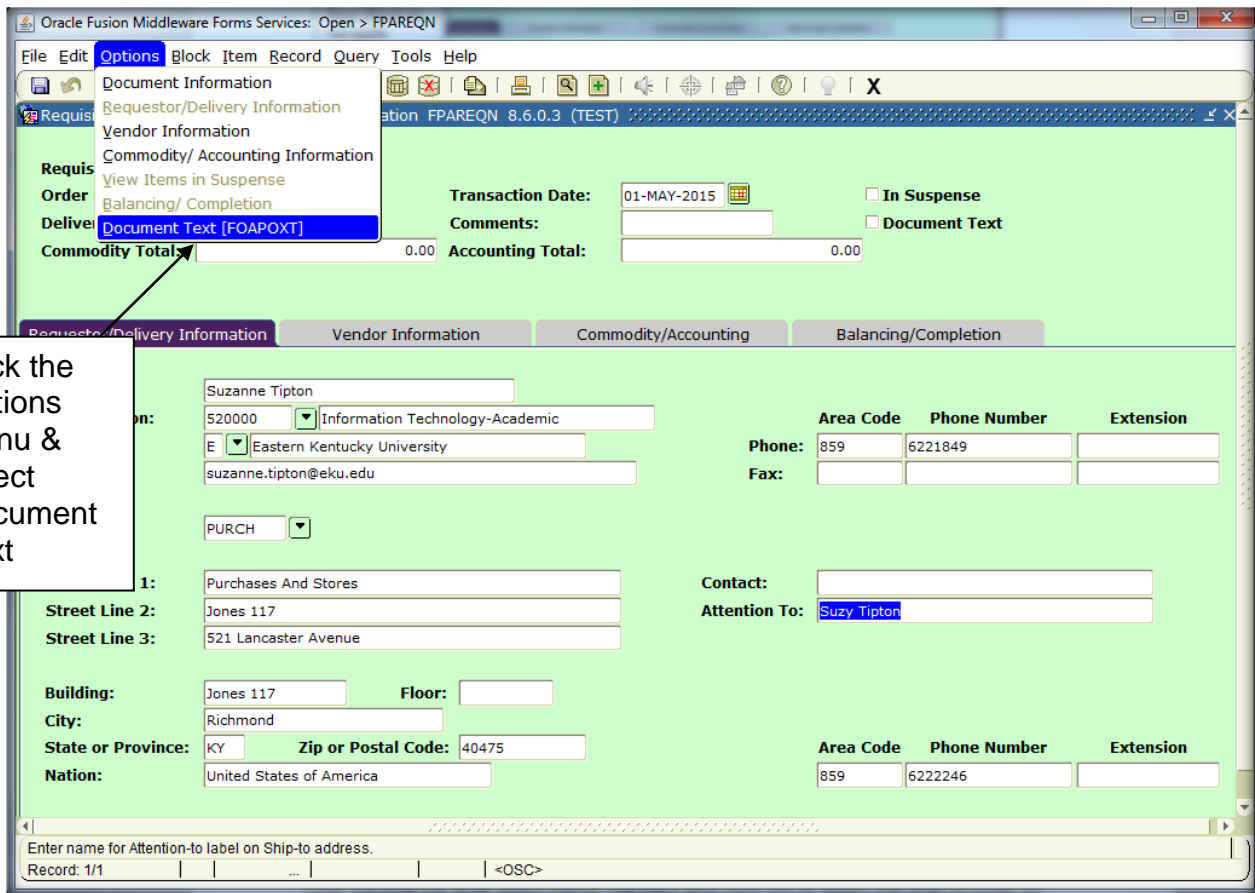 Oracle Fusion Middleware Forms Services: Open > FPAREQN
File Edit Options Block Item Record Query Tools Help
Document Information
Requestor/Delivery Information
Vendor Information
Commodity/ Accounting Information
View Items in Suspense
Balancing/ Completion
Document Text [FOAPOXT]
Requisi ation FPAREQN 8.6.0.3 (TEST)
Requis
Order Transaction Date: 01-MAY-2015 In Suspense
Deliver Comments: Document Text
Commodity Total: 0.00 Accounting Total: 0.00
Requestor/Delivery Information Vendor Information Commodity/Accounting Balancing/Completion
ck the
tions
nu &
ect
cument
xt
Suzanne Tipton
on: 520000 Information Technology-Academic Area Code Phone Number Extension
E Eastern Kentucky University Phone: 859 6221849
suzanne.tipton@eku.edu Fax:
PURCH
1: Purchases And Stores Contact:
Street Line 2: Jones 117 Attention To: Suzy Tipton
Street Line 3: 521 Lancaster Avenue
Building: Jones 117 Floor:
City: Richmond
State or Province: KY Zip or Postal Code: 40475 Area Code Phone Number Extension
Nation: United States of America 859 6222246
Enter name for Attention-to label on Ship-to address.
Record: 1/1 ... <OSC>